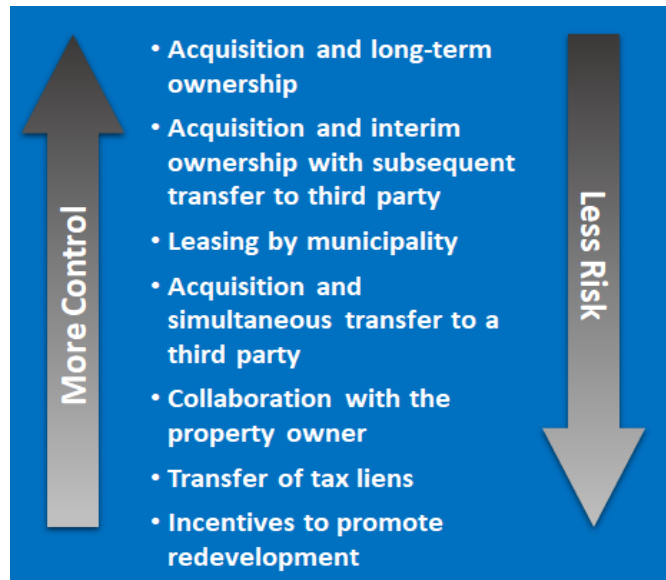 More Control
• Acquisition and long-term
ownership
• Acquisition and interim
ownership with subsequent
transfer to third party
• Leasing by municipality
• Acquisition and
simultaneous transfer to a
third party
• Collaboration with the
property owner
• Transfer of tax liens
• Incentives to promote
redevelopment
Less Risk